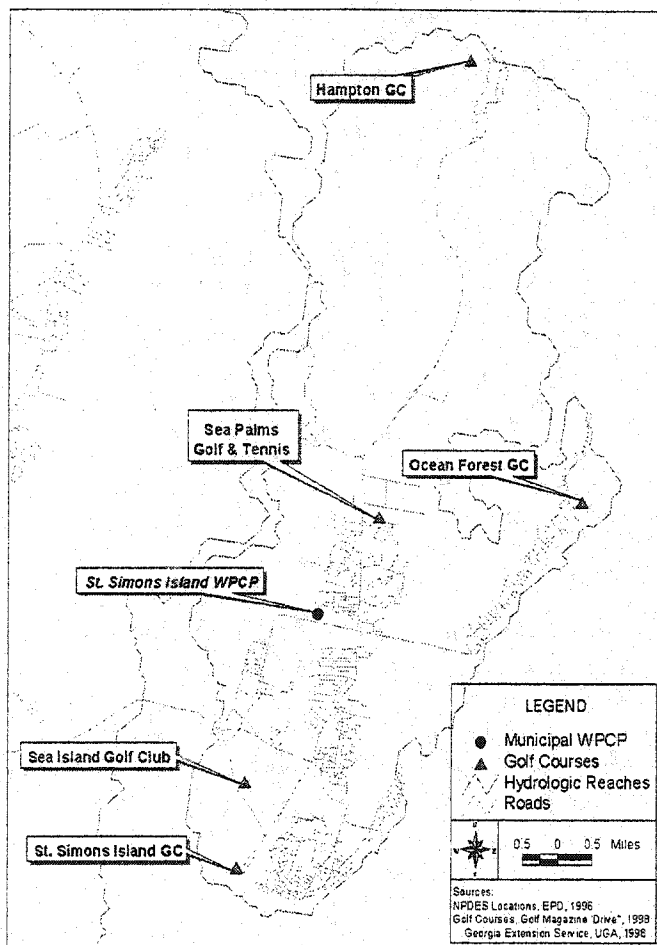 Hampton GC
Sea Palms
Golf & Tennis
Ocean Forest GC
St. Simons Island WPCP
Sea Island Golf Club
St. Simons Island GC
LEGEND
Municipal WPCP
Golf Courses
Hydrologic Reaches
Roads
0.5 0 0.5 Miles
Sources:
NPDES Locations, EPD, 1996
Golf Courses, Golf Magazine "Drive", 1998
Georgia Extension Service, UGA, 1998